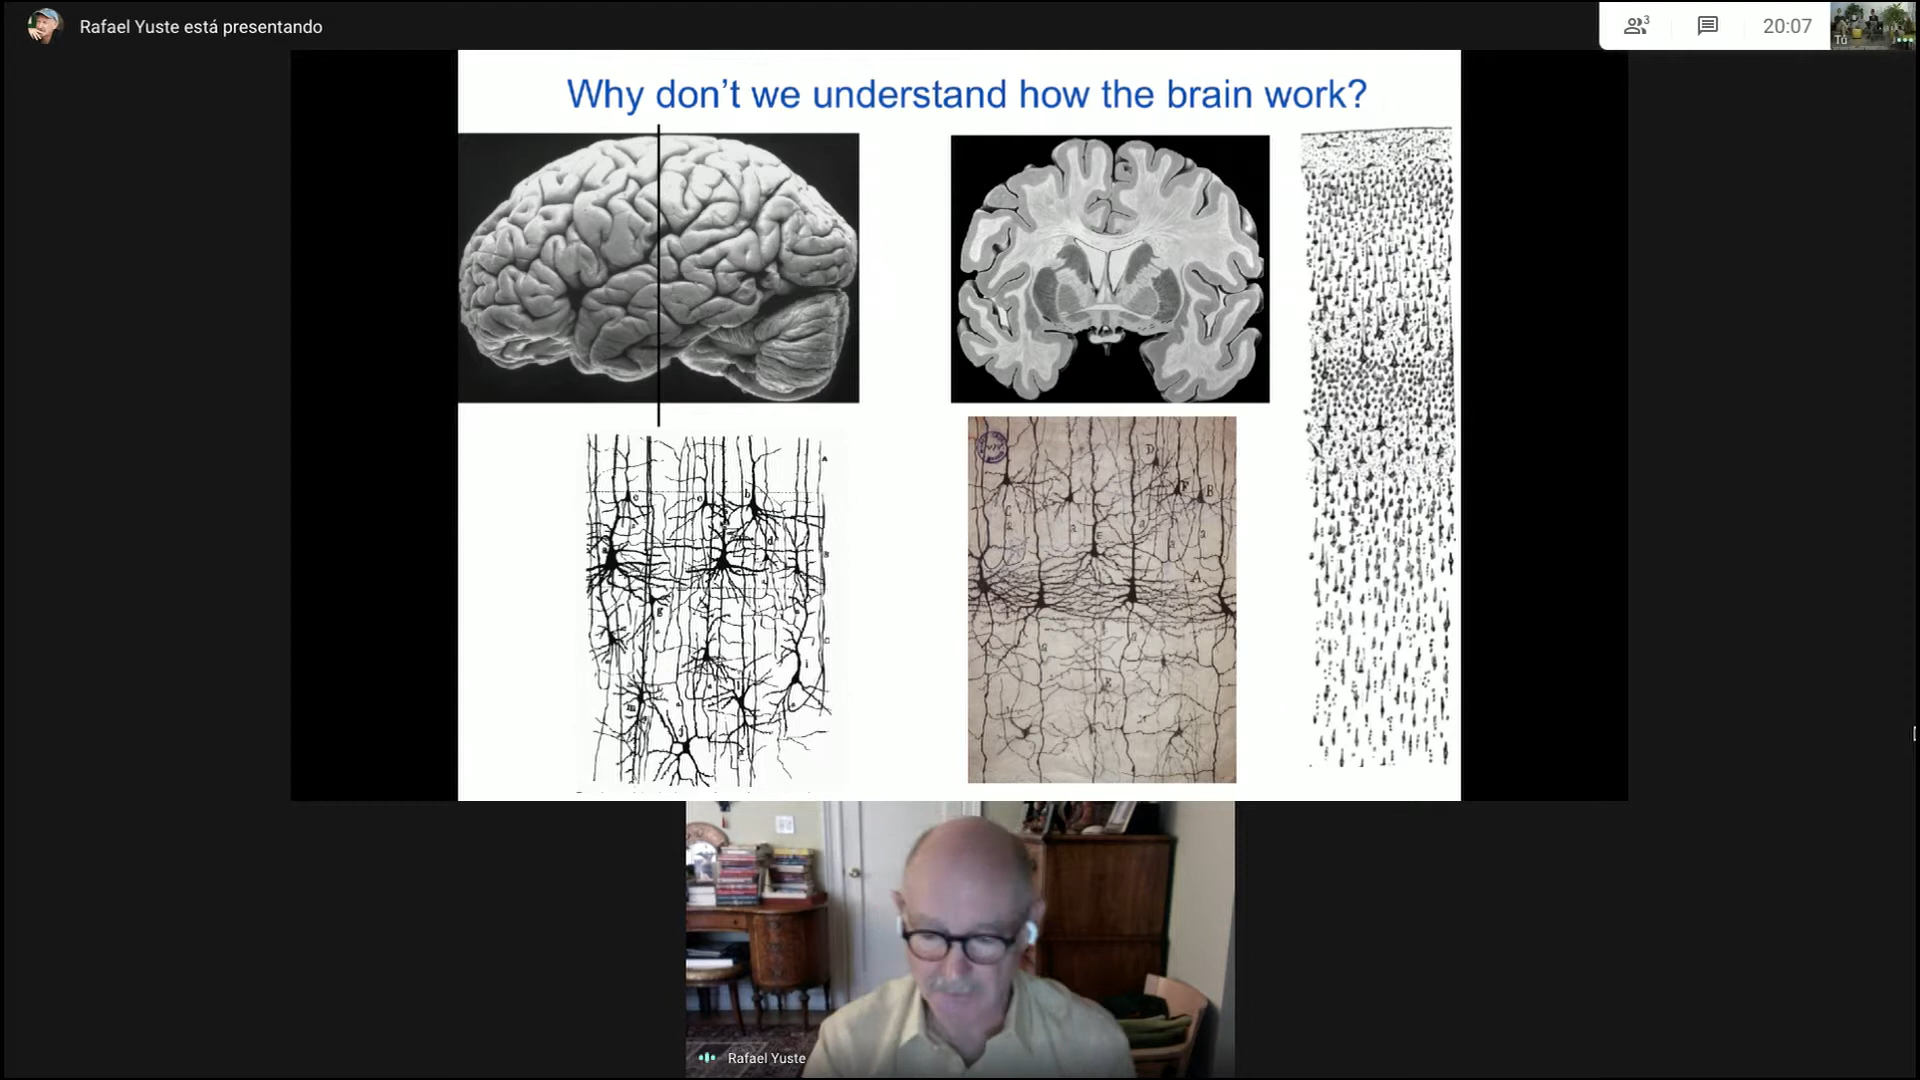 Rafael Yuste está presentando
3
20:07
Tú
Why don't we understand how the brain work?
Rafael Yuste